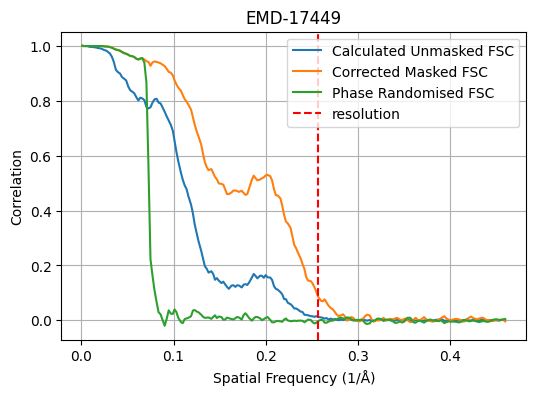 EMD-17449
1.0
0.8
0.6
0.4
0.2
0.0
Correlation
Calculated Unmasked FSC
Corrected Masked FSC
Phase Randomised FSC
resolution
0.0 0.1 0.2 0.3 0.4
Spatial Frequency (1/Å)